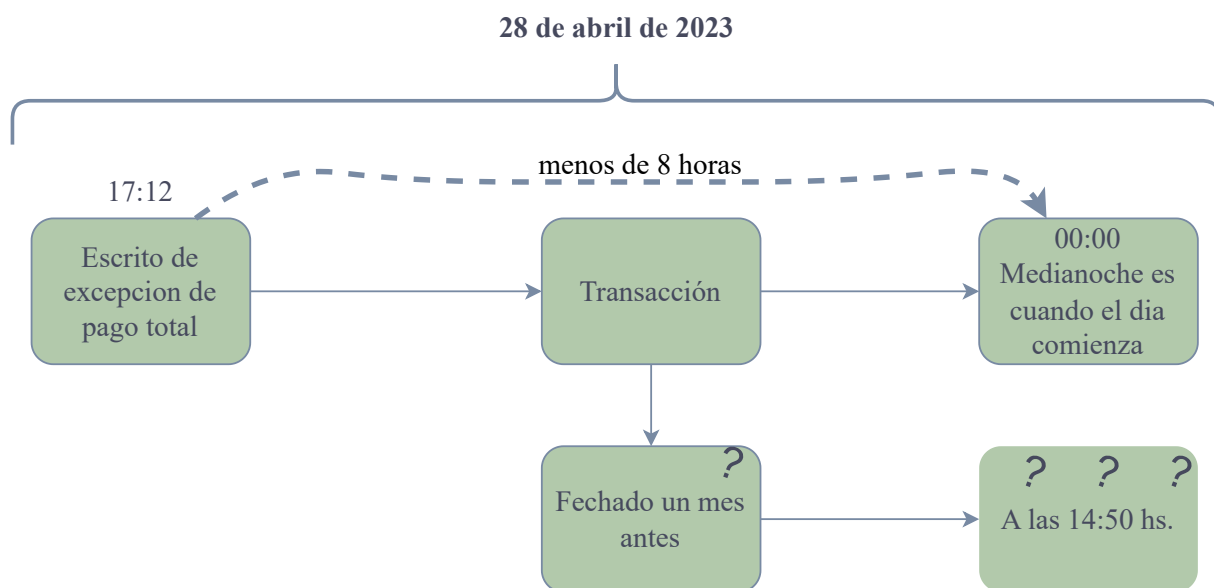 28 de abril de 2023
menos de 8 horas
17:12
Escrito de
excepcion de
pago total
Transacción
00:00
Medianoche es
cuando el dia
comienza
?
Fechado un mes
antes
? ? ?
A las 14:50 hs.